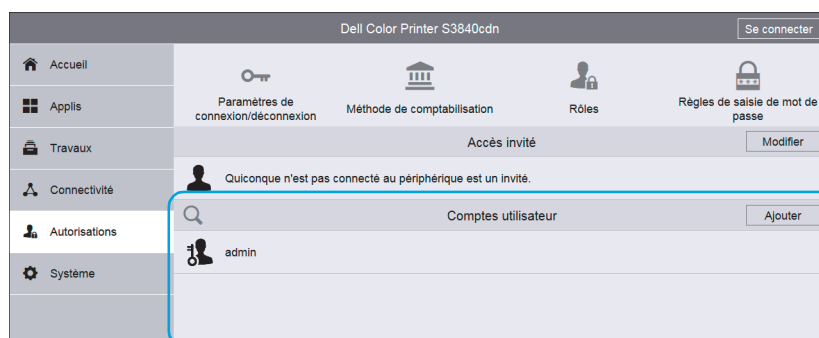 Dell Color Printer S3840cdn
Se connecter
Accueil
Applis
Travaux
Connectivité
Autorisations
Système
Paramètres de
connexion/déconnexion
Méthode de comptabilisation
Rôles
Règles de saisie de mot de
passe
Accès invité
Modifier
Quiconque n'est pas connecté au périphérique est un invité.
Comptes utilisateur
Ajouter
admin